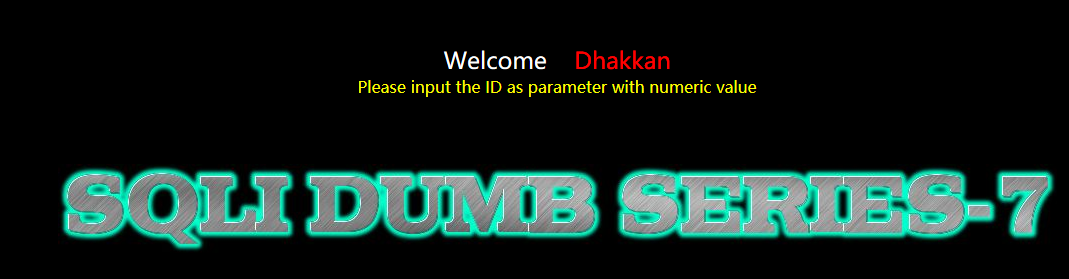 Welcome Dhakkan
Please input the ID as parameter with numeric value
SQLI DUMB SERIES-7